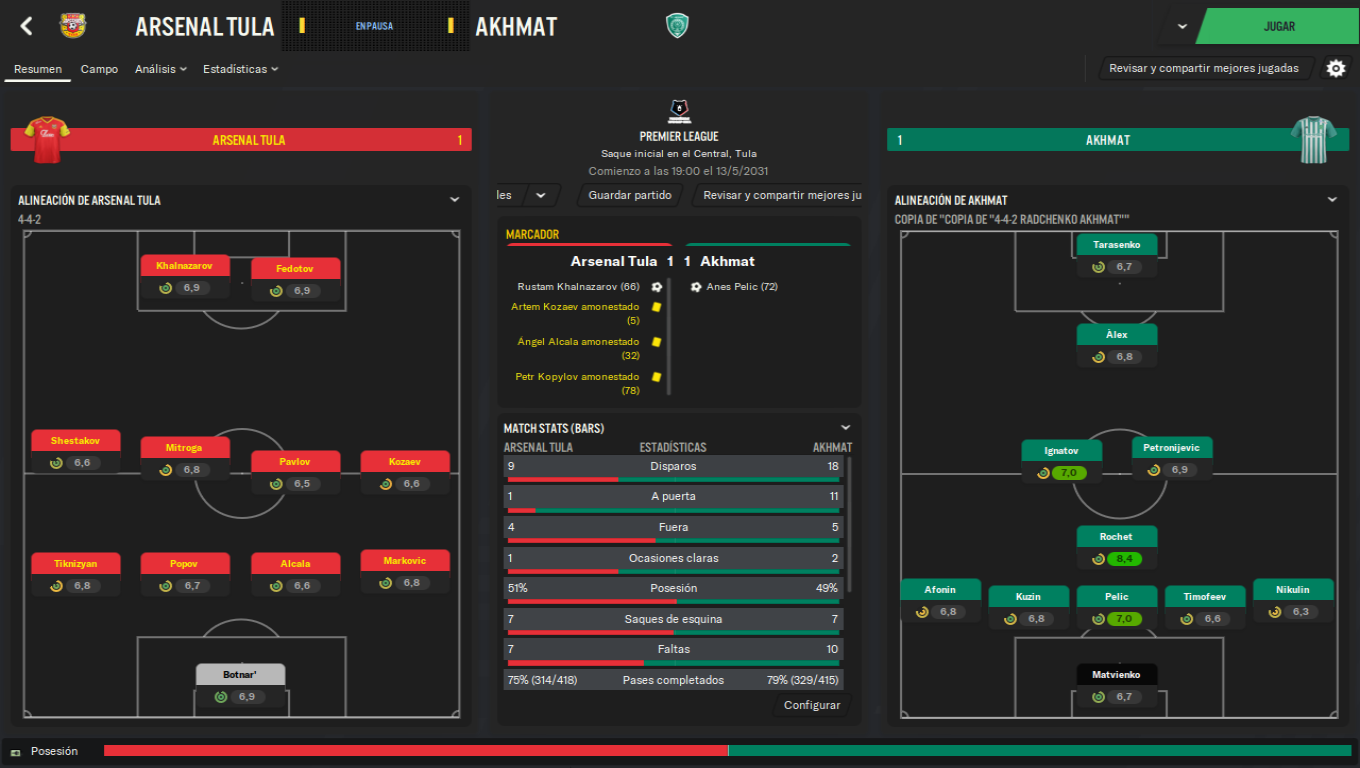 ARSENAL TULA
EN PAUSA
AKHMAT
JUGAR
Resumen
Campo
Análisis
Estadísticas
Revisar y compartir mejores jugadas
ARSENAL TULA
1
ALINEACIÓN DE ARSENAL TULA
4-4-2
Khalnazarov
6,9
Fedotov
6,9
Shestakov
6,6
Mitroga
6,8
Pavlov
6,5
Kozaev
6,6
Tiknizyan
6,8
Popov
6,7
Alcala
6,6
Markovic
6,8
Botnar'
6,9
PREMIER LEAGUE
Saque inicial en el Central, Tula
Comienzo a las 19:00 el 13/5/2031
les
Guardar partido
Revisar y compartir mejores ju
MARCADOR
Arsenal Tula 1 1 Akhmat
Rustam Khalnazarov (66)
Anes Pelic (72)
Artem Kozaev amonestado
(5)
Ángel Alcala amonestado
(32)
Petr Kopylov amonestado
(78)
MATCH STATS (BARS)
ARSENAL TULA ESTADÍSTICAS AKHMAT
9 Disparos 18
1 A puerta 11
4 Fuera 5
1 Ocasiones claras 2
51% Posesión 49%
7 Saques de esquina 7
7 Faltas 10
75% (314/418) Pases completados 79% (329/415)
Configurar
1
AKHMAT
ALINEACIÓN DE AKHMAT
COPIA DE "COPIA DE "4-4-2 RADCHENKO AKHMAT""
Tarasenko
6,7
Àlex
6,8
Ignatov
7,0
Petronijevic
6,9
Rochet
8,4
Afonin
6,8
Kuzin
6,8
Pelic
7,0
Timofeev
6,6
Nikulin
6,3
Matvienko
6,7
Posesión